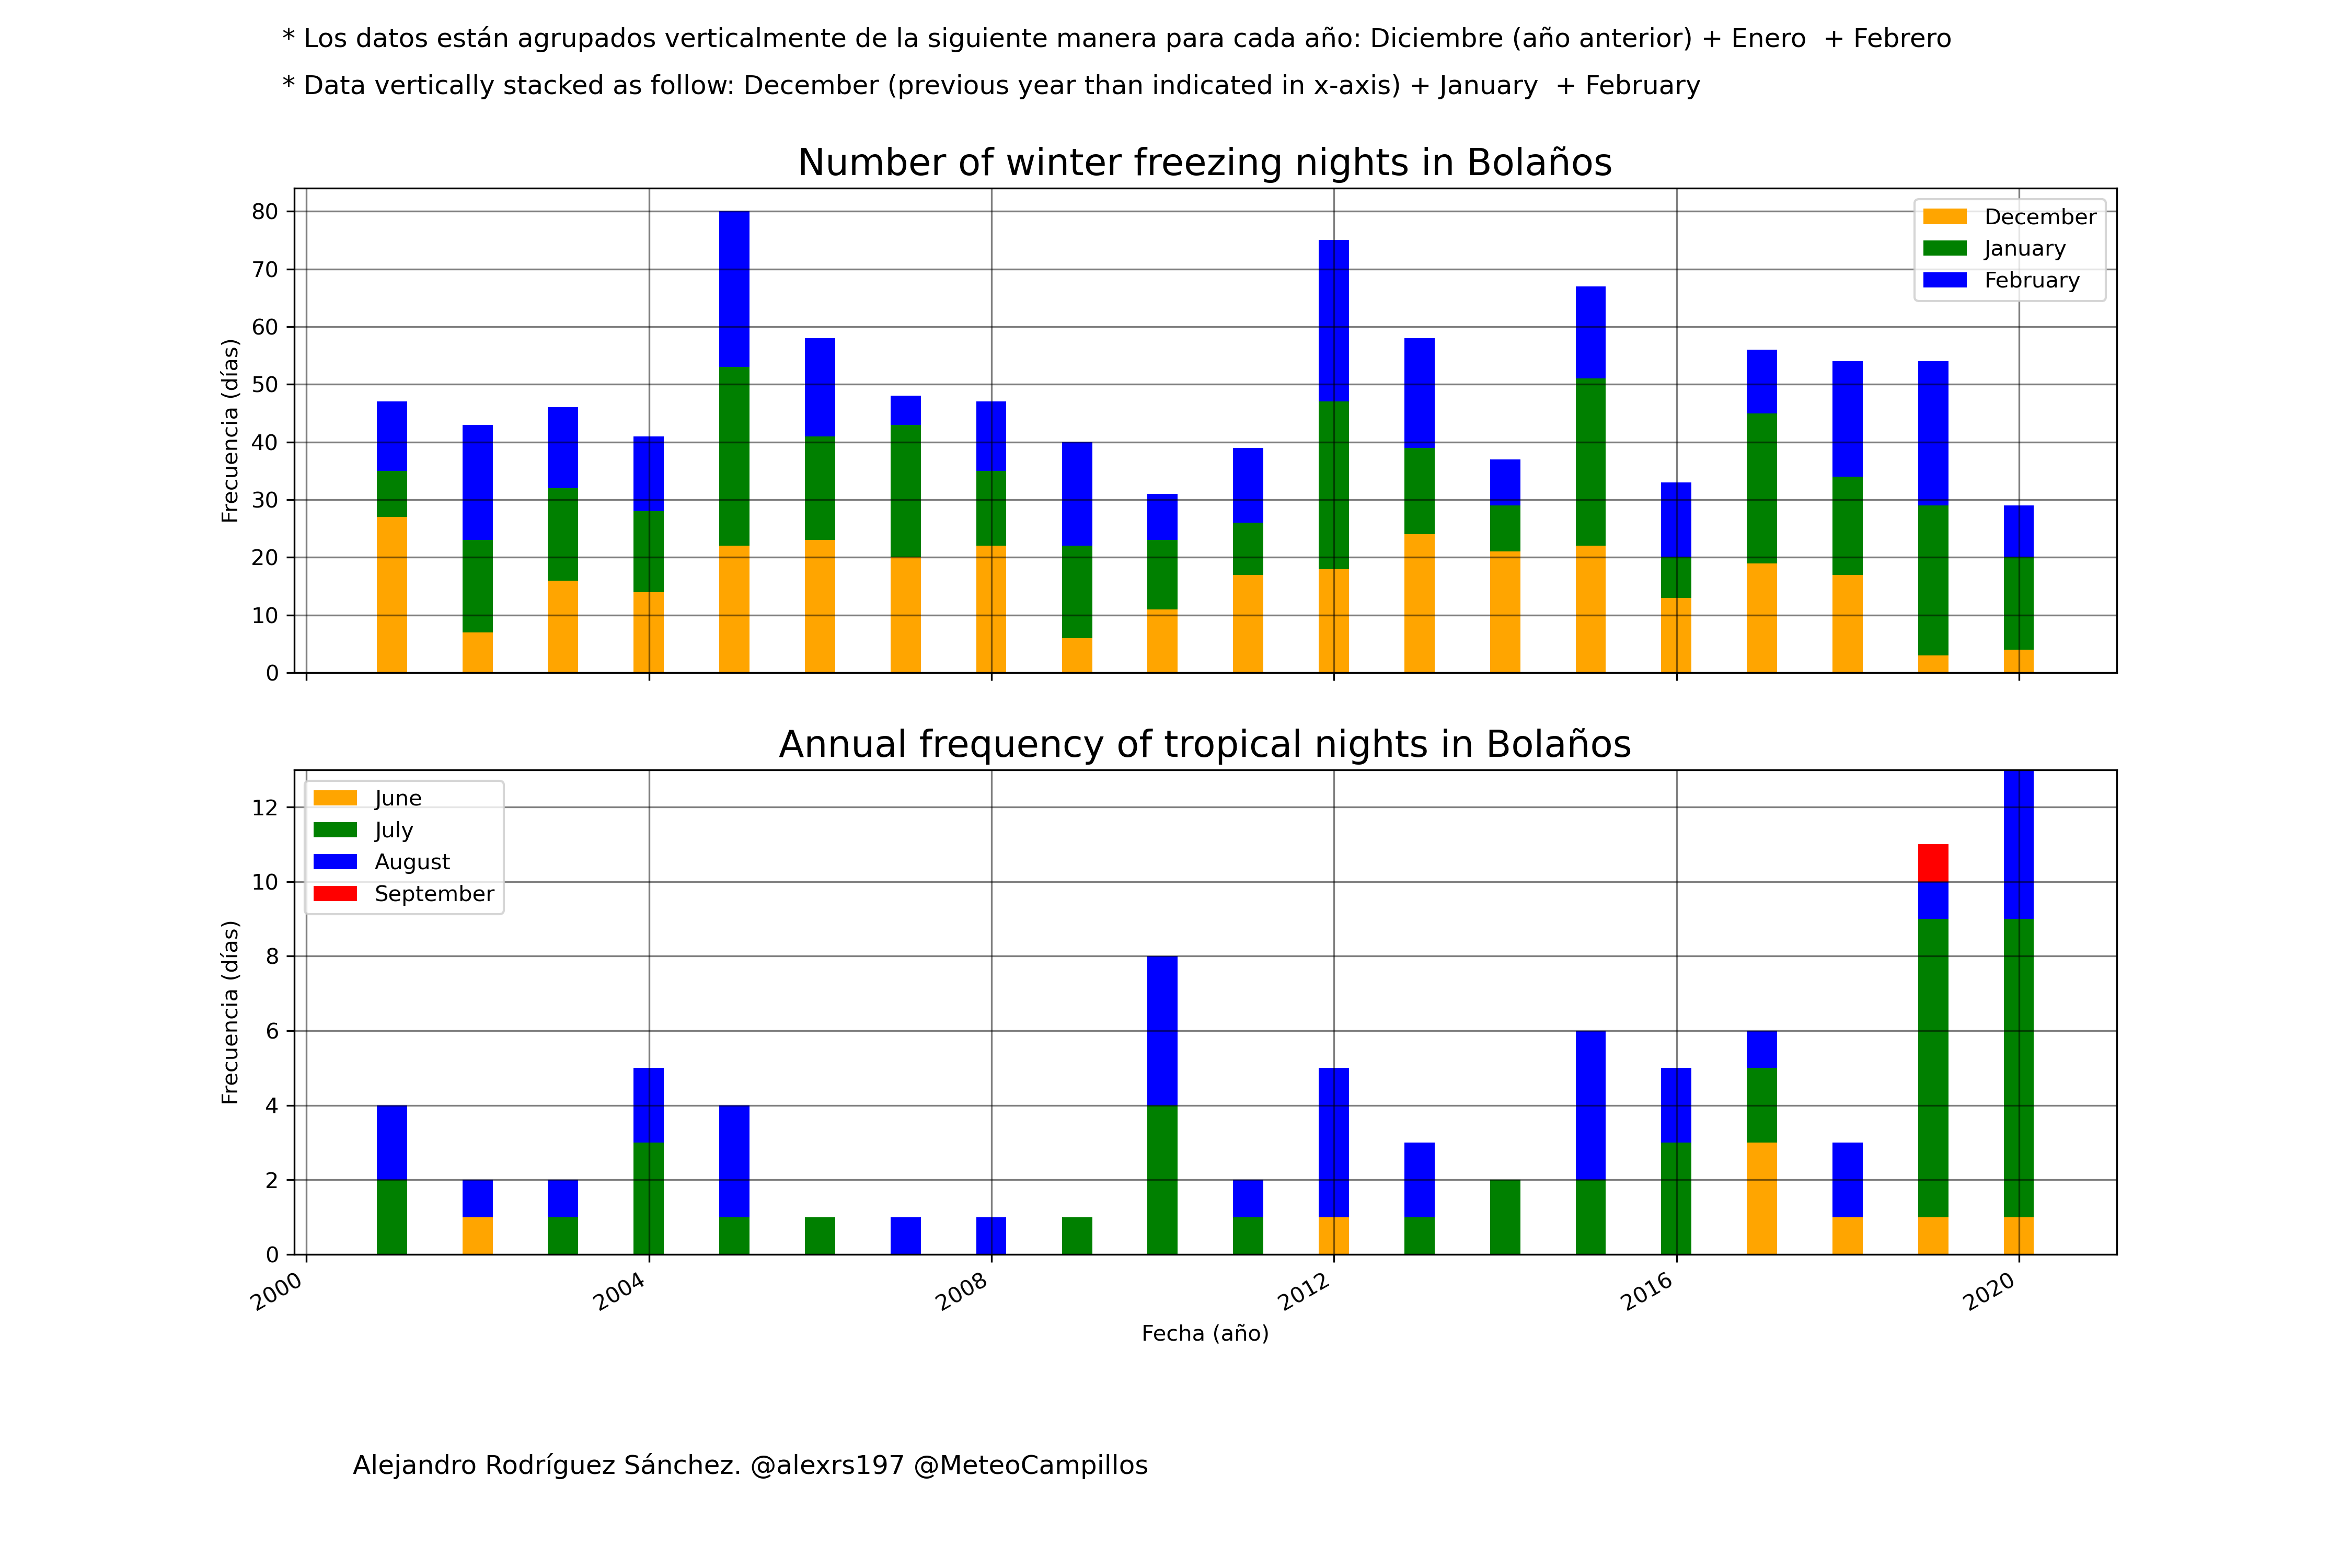 * Los datos están agrupados verticalmente de la siguiente manera para cada año: Diciembre (año anterior) + Enero  + Febrero
* Data vertically stacked as follow: December (previous year than indicated in x-axis) + January  + February
Number of winter freezing nights in Bolaños
80
70
60
50
40
30
20
10
0
Frecuencia (días)
December
January
February
Annual frequency of tropical nights in Bolaños
12
10
8
6
4
2
0
Frecuencia (días)
June
July
August
September
2000
2004
2008
2012
2016
2020
Fecha (año)
Alejandro Rodríguez Sánchez. @alexrs197 @MeteoCampillos